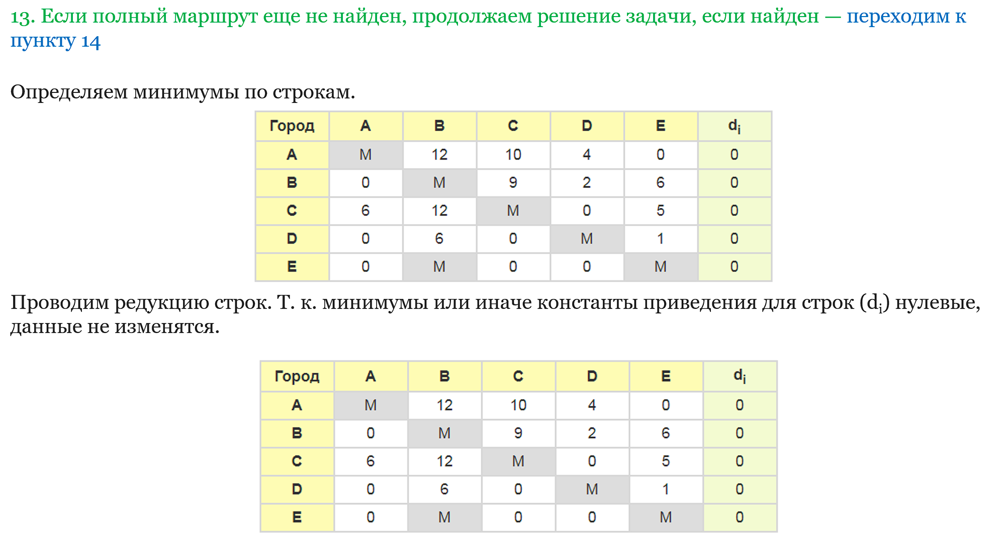 13. Если полный маршрут еще не найден, продолжаем решение задачи, если найден — переходим к
пункту 14
Определяем минимумы по строкам.
Город A B C D E di
A M 12 10 4 0 0
B 0 M 9 2 6 0
C 6 12 M 0 5 0
D 0 6 0 M 1 0
E 0 M 0 0 M 0
Проводим редукцию строк. Т. к. минимумы или иначе константы приведения для строк (di) нулевые,
данные не изменятся.
Город A B C D E di
A M 12 10 4 0 0
B 0 M 9 2 6 0
C 6 12 M 0 5 0
D 0 6 0 M 1 0
E 0 M 0 0 M 0